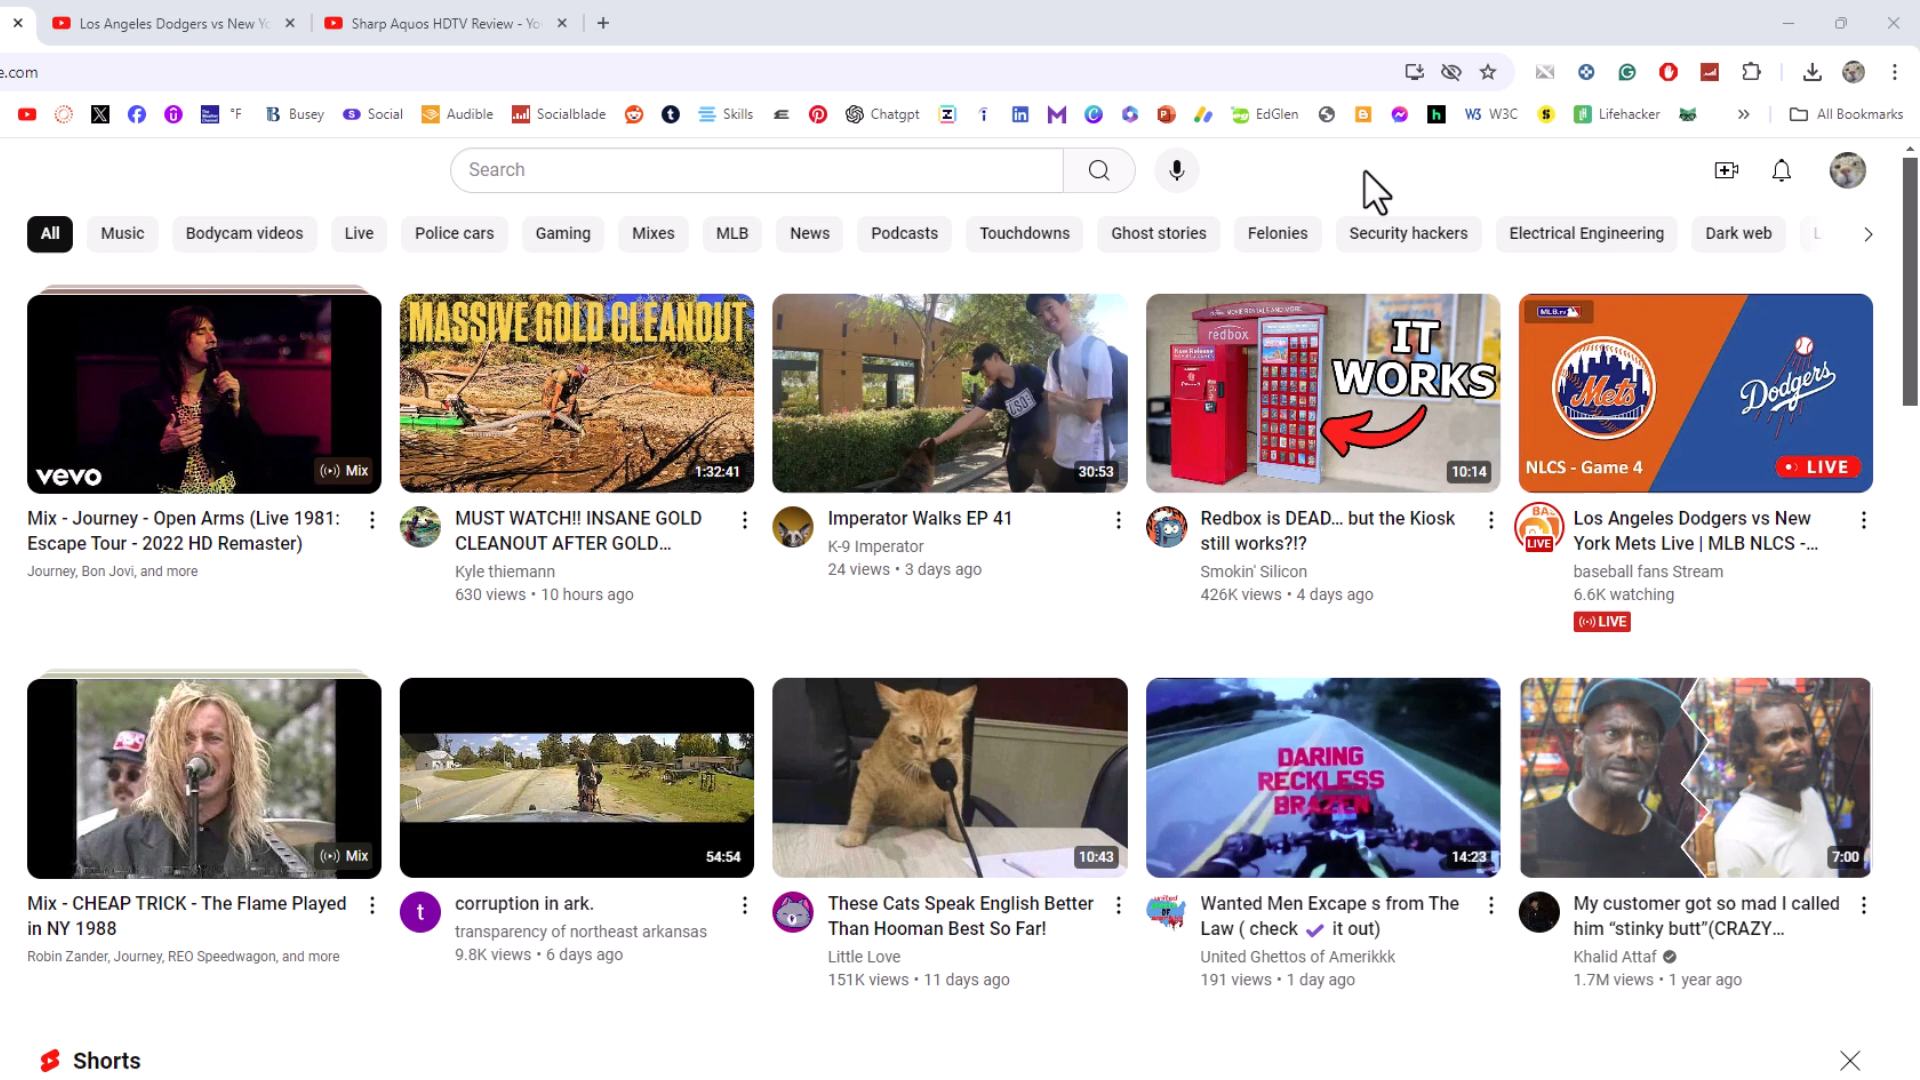 Los Angeles Dodgers vs New Yo
Sharp Aquos HDTV Review - Yo
e.com
°F
Busey
Social
Audible
Socialblade
Skills
Chatgpt
EdGlen
W3C
Lifehacker
All Bookmarks
Search
All
Music
Bodycam videos
Live
Police cars
Gaming
Mixes
MLB
News
Podcasts
Touchdowns
Ghost stories
Felonies
Security hackers
Electrical Engineering
Dark web
L
vevo
Mix
MASSIVE GOLD CLEANOUT
1:32:41
30:53
redbox
IT
WORKS
10:14
MLB.tv
Mets
Dodgers
NLCS - Game 4
LIVE
Mix - Journey - Open Arms (Live 1981:
Escape Tour - 2022 HD Remaster)
Journey, Bon Jovi, and more
MUST WATCH!! INSANE GOLD
CLEANOUT AFTER GOLD...
Kyle thiemann
630 views • 10 hours ago
Imperator Walks EP 41
K-9 Imperator
24 views • 3 days ago
Redbox is DEAD... but the Kiosk
still works?!?
Smokin' Silicon
426K views • 4 days ago
LIVE
Los Angeles Dodgers vs New
York Mets Live | MLB NLCS -...
baseball fans Stream
6.6K watching
LIVE
Mix
54:54
10:43
DARING
RECKLESS
BRAZEN
14:23
7:00
Mix - CHEAP TRICK - The Flame Played
in NY 1988
Robin Zander, Journey, REO Speedwagon, and more
t
corruption in ark.
transparency of northeast arkansas
9.8K views • 6 days ago
These Cats Speak English Better
Than Hooman Best So Far!
Little Love
151K views • 11 days ago
Wanted Men Excape s from The
Law ( check ✔ it out)
United Ghettos of Amerikkk
191 views • 1 day ago
My customer got so mad I called
him “stinky butt”(CRAZY...
Khalid Attaf
1.7M views • 1 year ago
Shorts